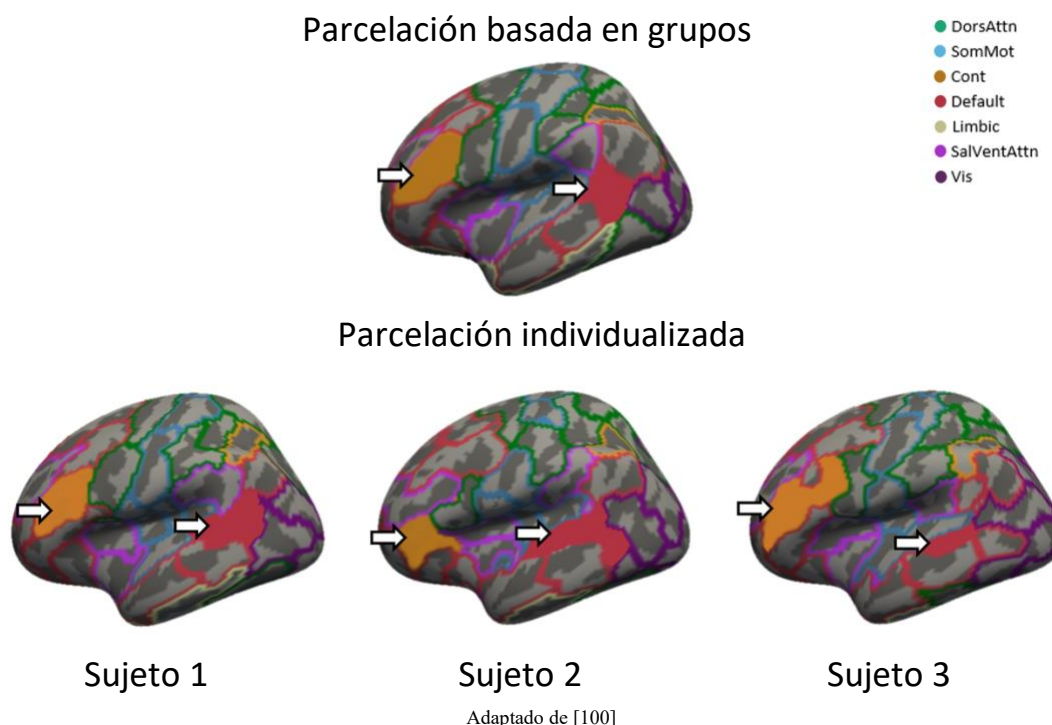 Parcelación basada en grupos
DorsAttn
SomMot
Cont
Default
Limbic
SalVentAttn
Vis
Parcelación individualizada
Sujeto 1
Sujeto 2
Sujeto 3
Adaptado de [100]